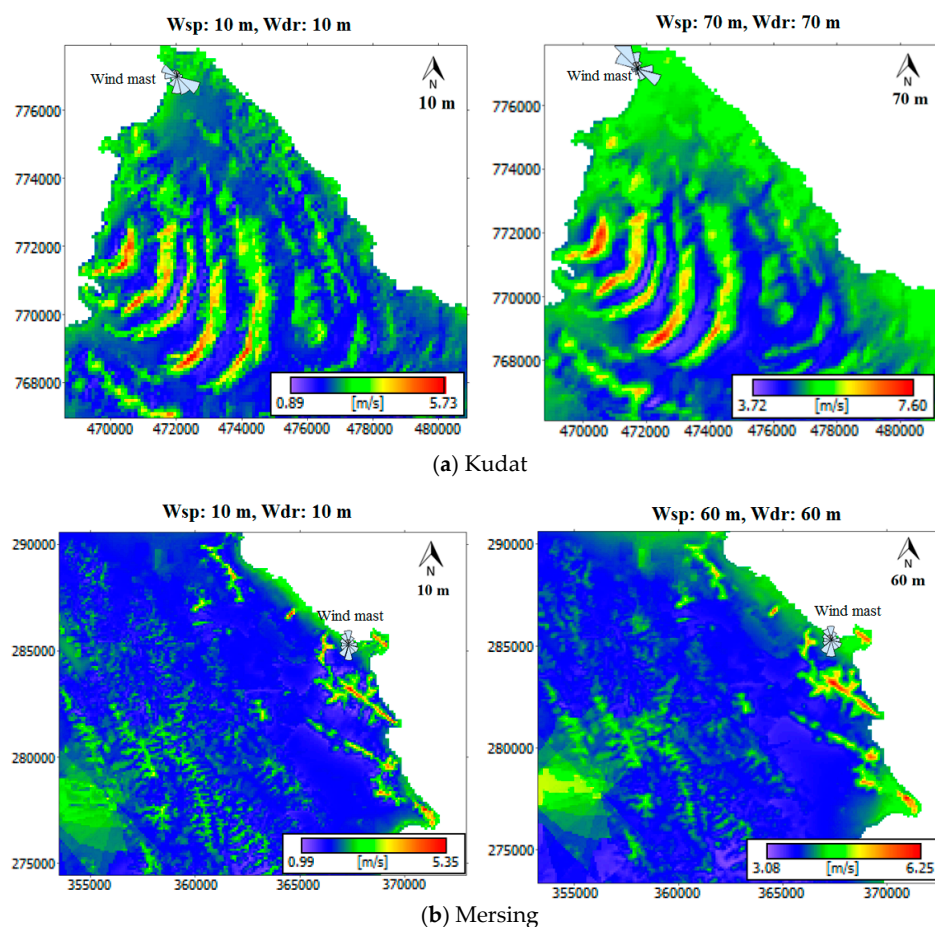 Wsp: 10 m, Wdr: 10 m
Wind mast
N
10 m
776000
774000
772000
770000
768000
0.89 [m/s] 5.73
470000 472000 474000 476000 478000 480000
Wsp: 70 m, Wdr: 70 m
Wind mast
N
70 m
776000
774000
772000
770000
768000
3.72 [m/s] 7.60
470000 472000 474000 476000 478000 480000
(a) Kudat
Wsp: 10 m, Wdr: 10 m
290000
N
10 m
Wind mast
285000
280000
275000
0.99 [m/s] 5.35
355000 360000 365000 370000
Wsp: 60 m, Wdr: 60 m
290000
N
60 m
Wind mast
285000
280000
275000
3.08 [m/s] 6.25
355000 360000 365000 370000
(b) Mersing